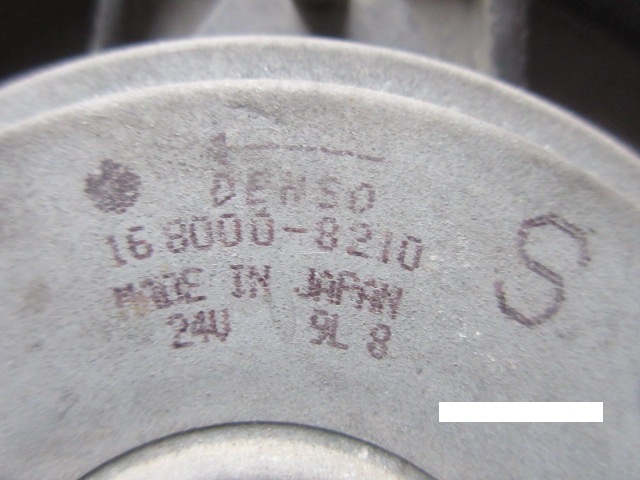 DENSO
168000-8210 S
MADE IN JAPAN
24V 9L 8